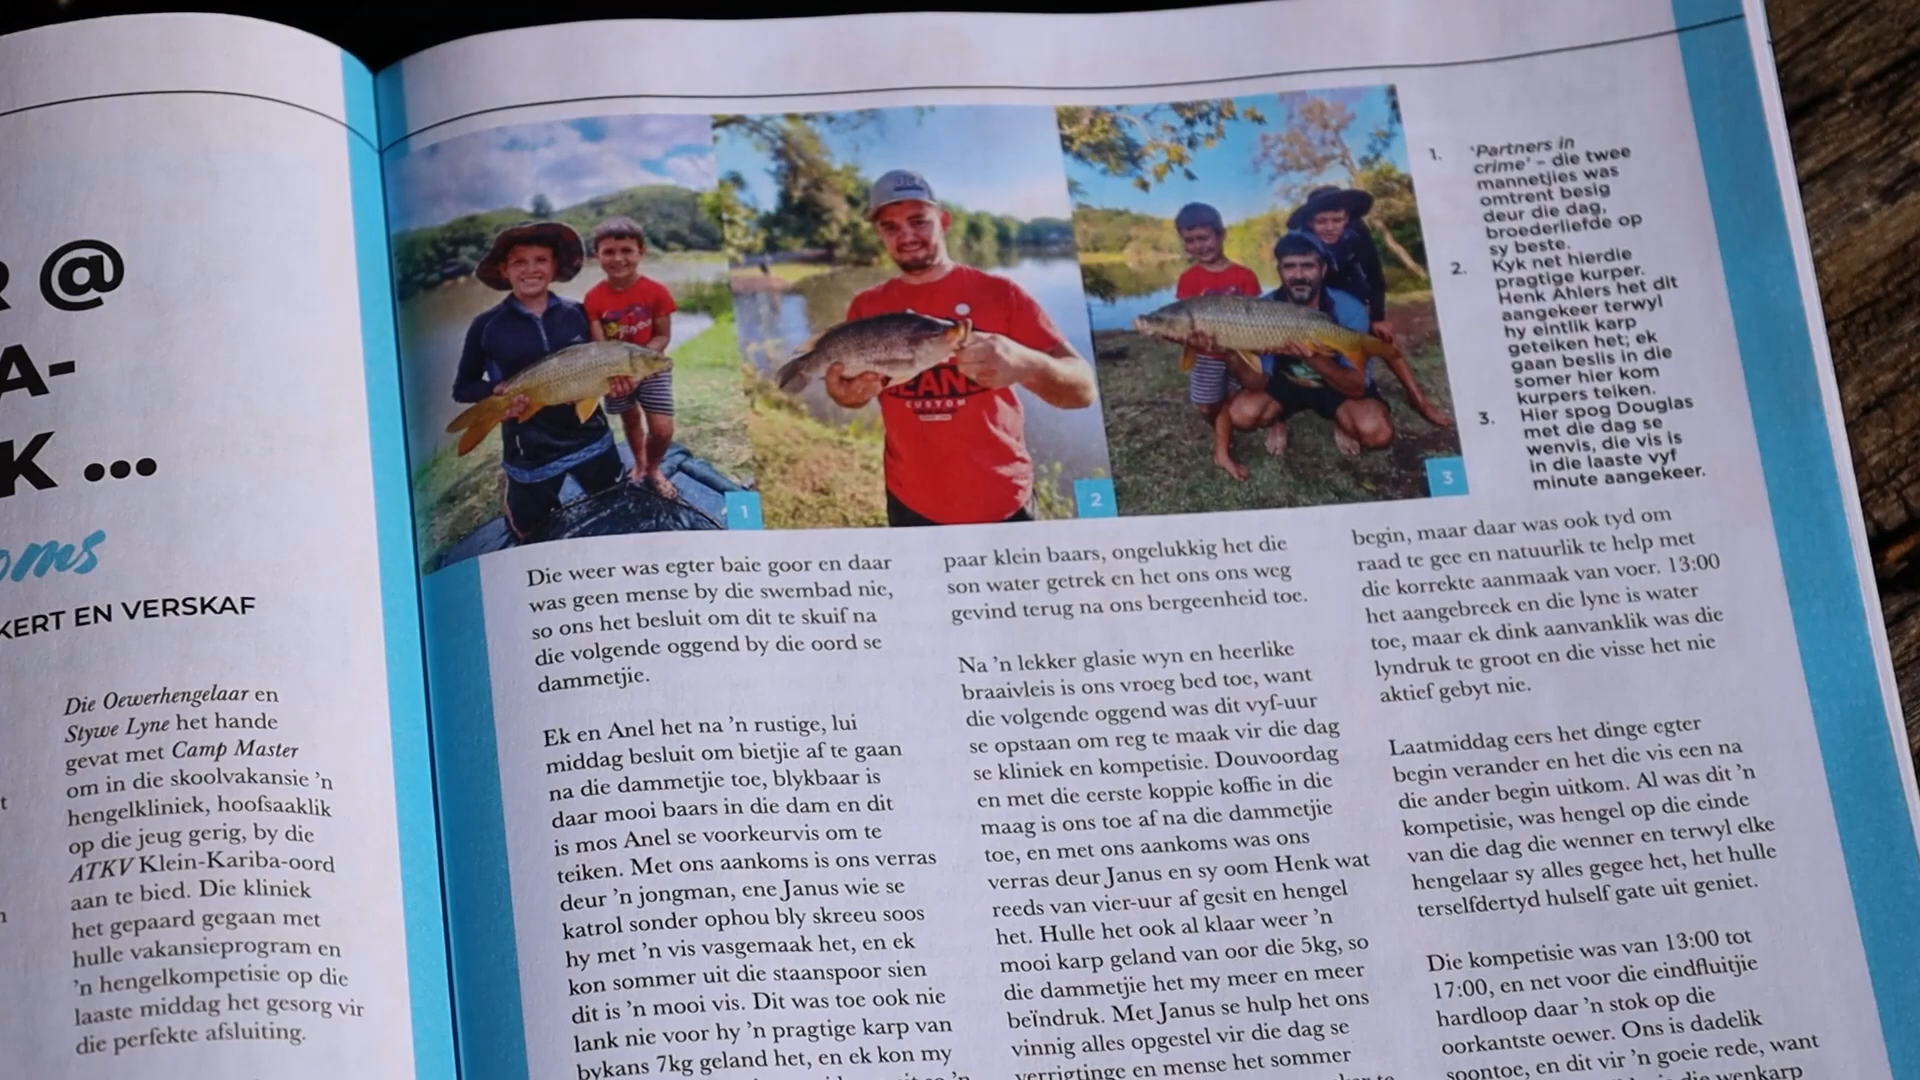 R @
A-
K ...
oms
KERT EN VERSKAF
Die Oewerhengelaar en
Stywe Lyne het hande
gevat met Camp Master
om in die skoolvakansie 'n
hengelkliniek, hoofsaaklik
op die jeug gerig, by die
ATKV Klein-Kariba-oord
aan te bied. Die kliniek
het gepaard gegaan met
hulle vakansieprogram en
'n hengelkompetisie op die
laaste middag het gesorg vir
die perfekte afsluiting.
1
2
3
JEANS
CUSTOM
1. 'Partners in
crime' – die twee
mannetjies was
omtrent besig
deur die dag,
broederliefde op
sy beste.
2. Kyk net hierdie
pragtige kurper.
Henk Ahlers het dit
aangekeer terwyl
hy eintlik karp
geteiken het; ek
gaan beslis in die
somer hier kom
kurpers teiken.
3. Hier spog Douglas
met die dag se
wenvis, die vis is
in die laaste vyf
minute aangekeer.
Die weer was egter baie goor en daar
was geen mense by die swembad nie,
so ons het besluit om dit te skuif na
die volgende oggend by die oord se
dammetjie.
Ek en Anel het na 'n rustige, lui
middag besluit om bietjie af te gaan
na die dammetjie toe, blykbaar is
daar mooi baars in die dam en dit
is mos Anel se voorkeurvis om te
teiken. Met ons aankoms is ons verras
deur 'n jongman, ene Janus wie se
katrol sonder ophou bly skreeu soos
hy met 'n vis vasgemaak het, en ek
kon sommer uit die staanspoor sien
dit is 'n mooi vis. Dit was toe ook nie
lank nie voor hy 'n pragtige karp van
bykans 7kg geland het, en ek kon my
paar klein baars, ongelukkig het die
son water getrek en het ons ons weg
gevind terug na ons bergeenheid toe.
Na 'n lekker glasie wyn en heerlike
braaivleis is ons vroeg bed toe, want
die volgende oggend was dit vyf-uur
se opstaan om reg te maak vir die dag
se kliniek en kompetisie. Douvoordag
en met die eerste koppie koffie in die
maag is ons toe af na die dammetjie
toe, en met ons aankoms was ons
verras deur Janus en sy oom Henk wat
reeds van vier-uur af gesit en hengel
het. Hulle het ook al klaar weer 'n
mooi karp geland van oor die 5kg, so
die dammetjie het my meer en meer
beïndruk. Met Janus se hulp het ons
vinnig alles opgestel vir die dag se
verrigtinge en mense het sommer
begin, maar daar was ook tyd om
raad te gee en natuurlik te help met
die korrekte aanmaak van voer. 13:00
het aangebreek en die lyne is water
toe, maar ek dink aanvanklik was die
lyndruk te groot en die visse het nie
aktief gebyt nie.
Laatmiddag eers het dinge egter
begin verander en het die vis een na
die ander begin uitkom. Al was dit 'n
kompetisie, was hengel op die einde
van die dag die wenner en terwyl elke
hengelaar sy alles gegee het, het hulle
terselfdertyd hulself gate uit geniet.
Die kompetisie was van 13:00 tot
17:00, en net voor die eindfluitjie
hardloop daar 'n stok op die
oorkantste oewer. Ons is dadelik
soontoe, en dit vir 'n goeie rede, want
die wenkarp